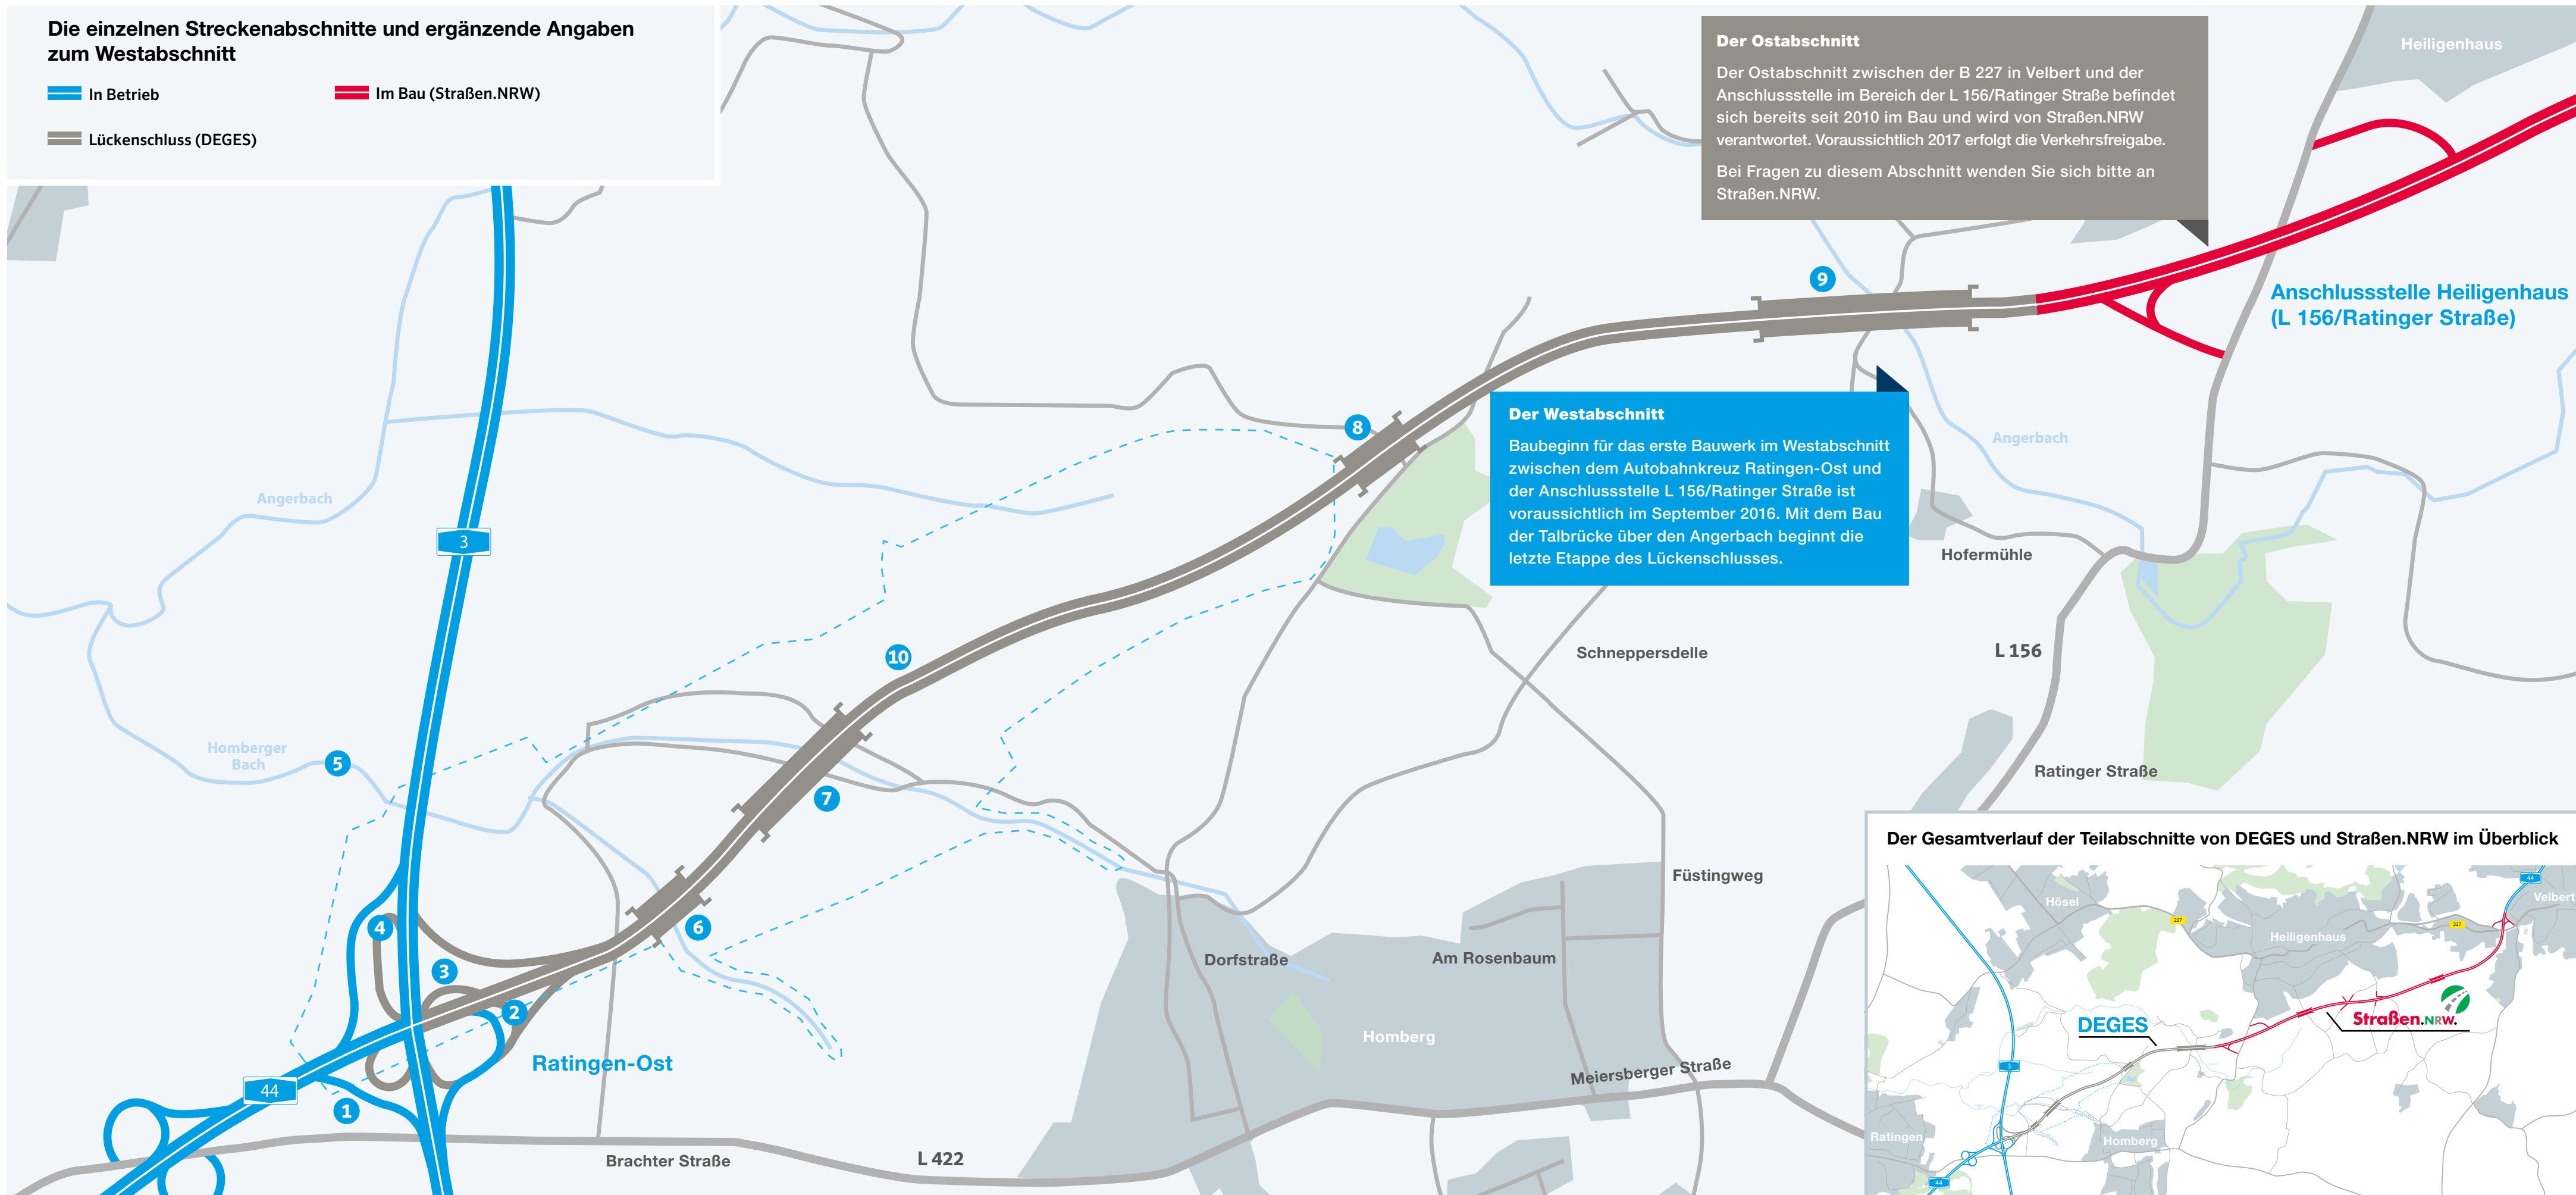 Die einzelnen Streckenabschnitte und ergänzende Angaben
zum Westabschnitt
In Betrieb
Im Bau (Straßen.NRW)
Lückenschluss (DEGES)
Der Ostabschnitt
Der Ostabschnitt zwischen der B 227 in Velbert und der
Anschlussstelle im Bereich der L 156/Ratinger Straße befindet
sich bereits seit 2010 im Bau und wird von Straßen.NRW
verantwortet. Voraussichtlich 2017 erfolgt die Verkehrsfreigabe.
Bei Fragen zu diesem Abschnitt wenden Sie sich bitte an
Straßen.NRW.
Heiligenhaus
9
Anschlussstelle Heiligenhaus
(L 156/Ratinger Straße)
Der Westabschnitt
Baubeginn für das erste Bauwerk im Westabschnitt
zwischen dem Autobahnkreuz Ratingen-Ost und
der Anschlussstelle L 156/Ratinger Straße ist
voraussichtlich im September 2016. Mit dem Bau
der Talbrücke über den Angerbach beginnt die
letzte Etappe des Lückenschlusses.
8
Angerbach
Angerbach
3
Hofermühle
Schneppersdelle
L 156
10
Homberger
Bach
5
7
Ratinger Straße
Füstingweg
4
6
3
Dorfstraße
Am Rosenbaum
2
Ratingen-Ost
Homberg
Meiersberger Straße
44
1
Brachter Straße
L 422
Der Gesamtverlauf der Teilabschnitte von DEGES und Straßen.NRW im Überblick
44
Velbert
Hösel
227
227
Heiligenhaus
DEGES
Straßen.NRW.
3
Ratingen
Homberg
44